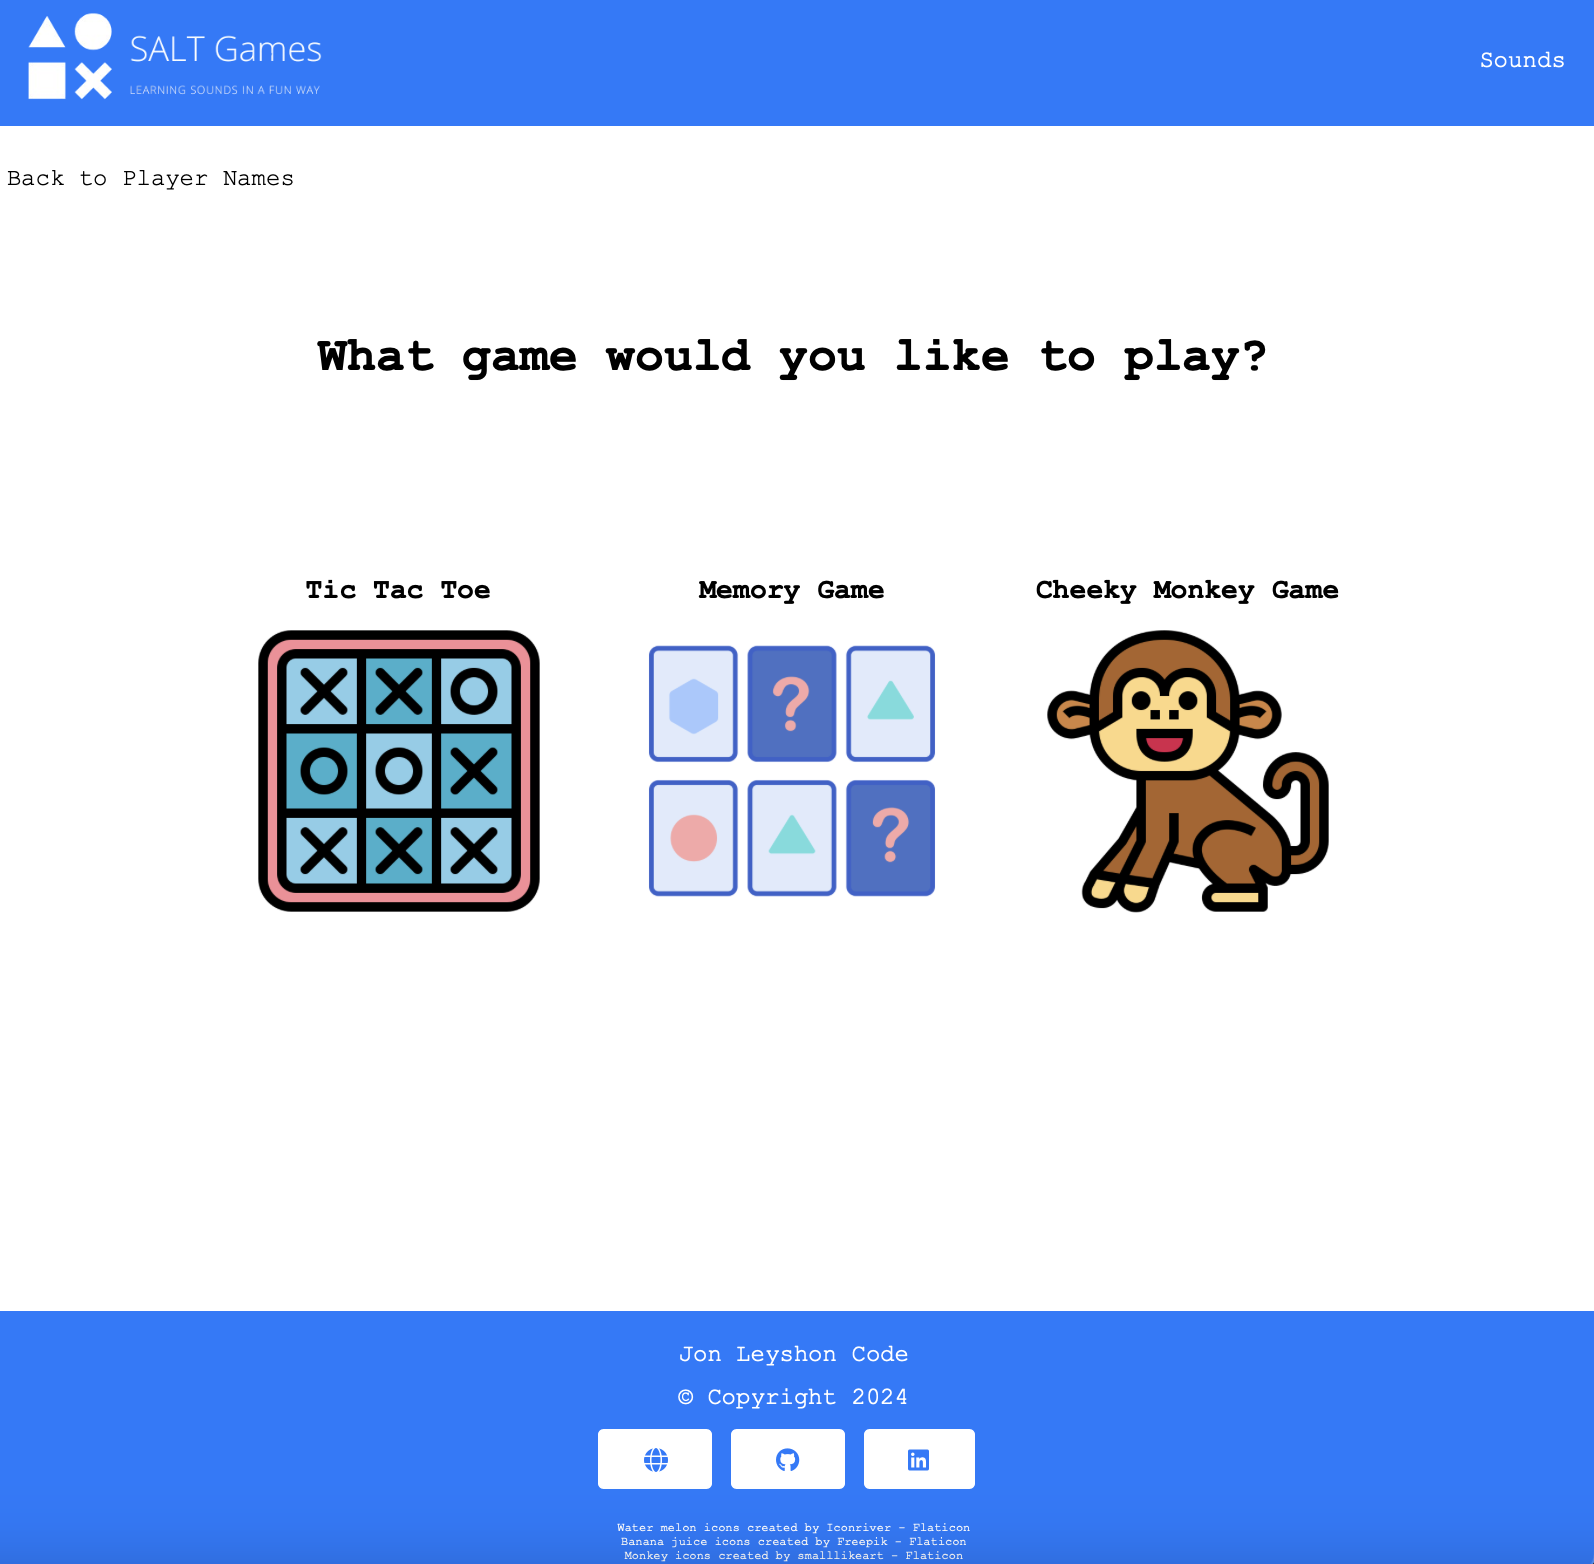 SALT Games
LEARNING SOUNDS IN A FUN WAY
Sounds
Back to Player Names
What game would you like to play?
Tic Tac Toe
Memory Game
Cheeky Monkey Game
? 
?
Jon Leyshon Code
© Copyright 2024
in
Water melon icons created by Iconriver - Flaticon
Banana juice icons created by Freepik - Flaticon
Monkey icons created by smalllikeart - Flaticon